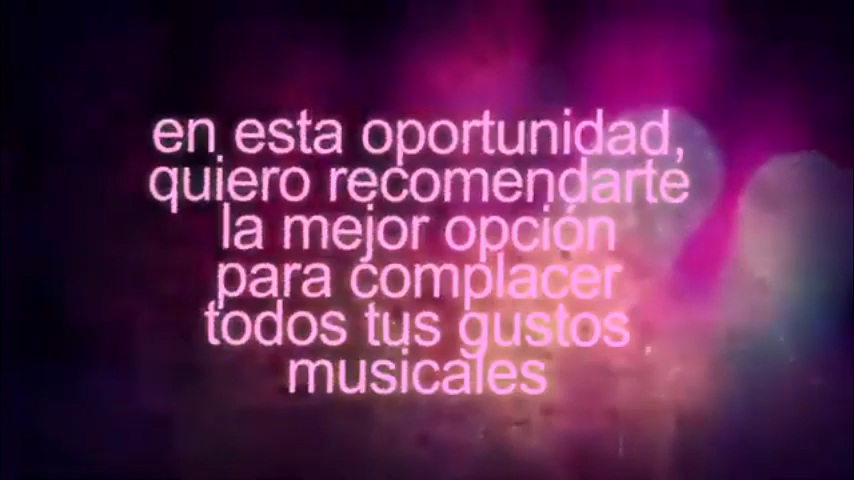 en esta oportunidad,
quiero recomendarte
la mejor opción
para complacer
todos tus gustos
musicales